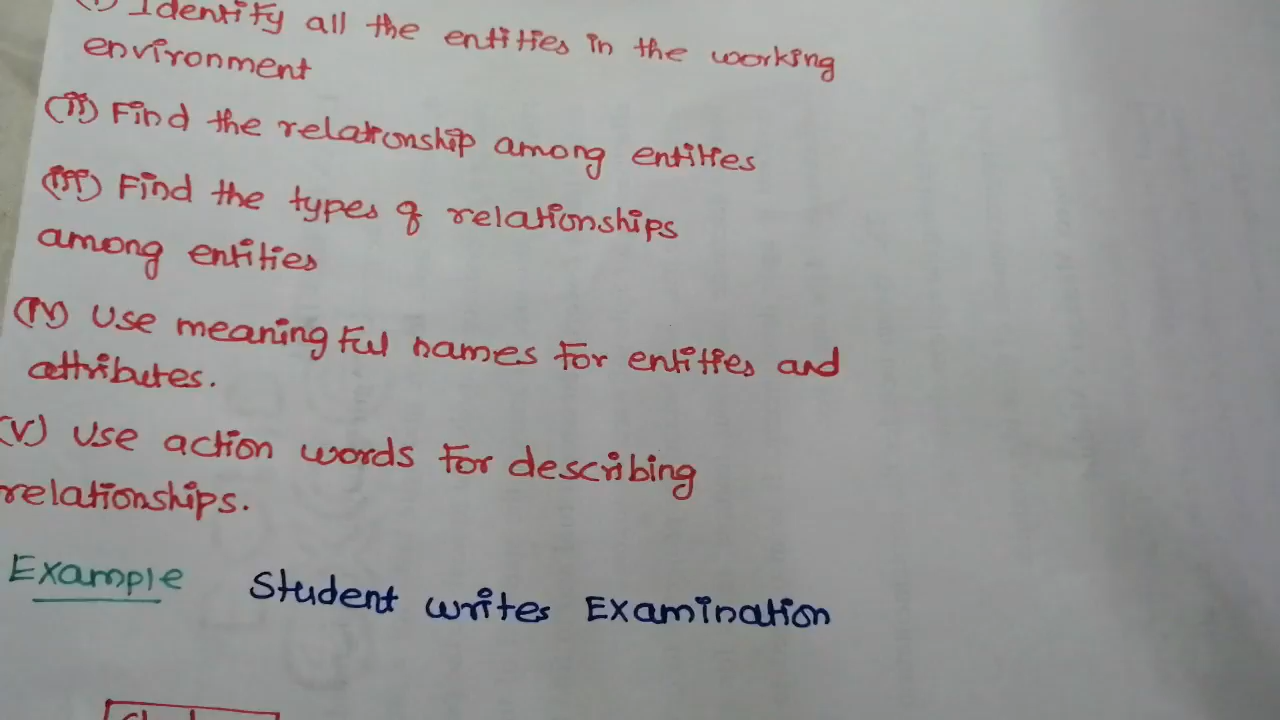 (i) Identify all the entities in the working
environment
(ii) Find the relationship among entities
(iii) Find the types of relationships
among entities
(iv) Use meaningful names for entities and
attributes.
(v) Use action words for describing
relationships.
Example Student writes Examination